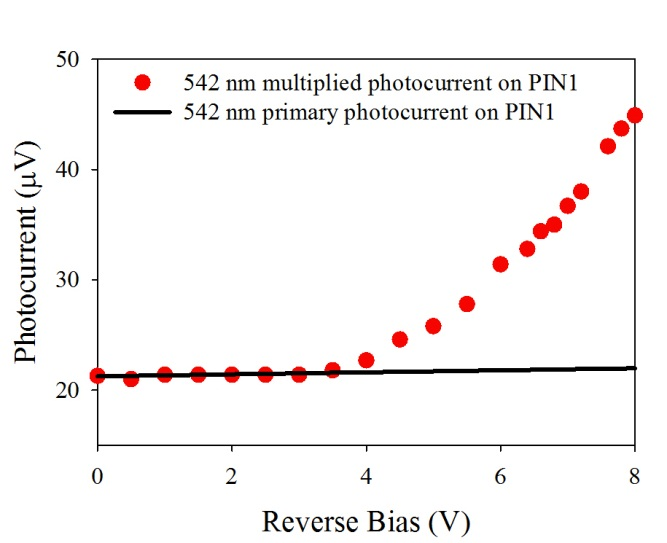 50
542 nm multiplied photocurrent on PIN1
542 nm primary photocurrent on PIN1
40
30
20
Photocurrent (μV)
0 2 4 6 8
Reverse Bias (V)